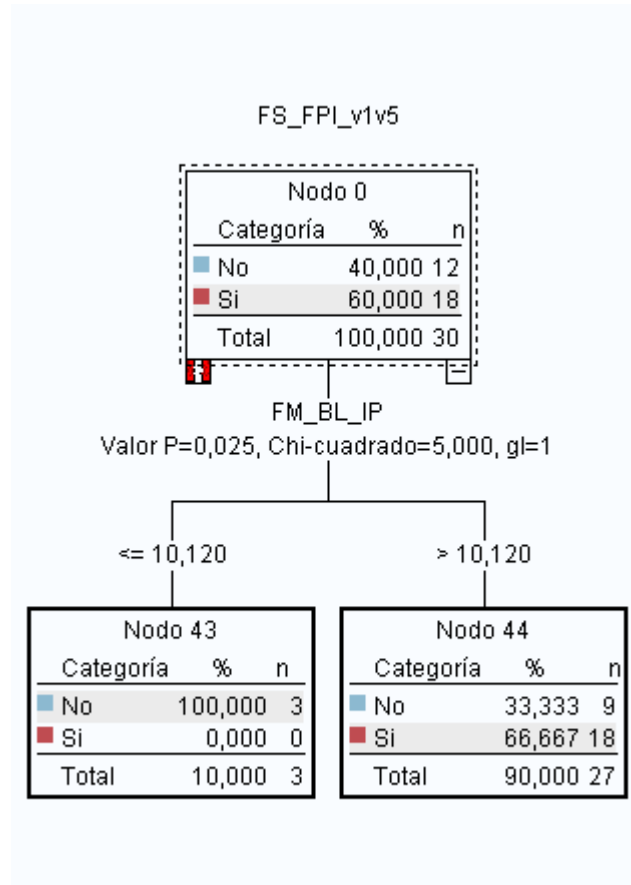 FS_FPI_v1v5
Nodo 0
Categoría % n
No 40,000 12
Si 60,000 18
Total 100,000 30
FM_BL_IP
Valor P=0,025, Chi-cuadrado=5,000, gl=1
<= 10,120
> 10,120
Nodo 43
Categoría % n
No 100,000 3
Si 0,000 0
Total 10,000 3
Nodo 44
Categoría % n
No 33,333 9
Si 66,667 18
Total 90,000 27